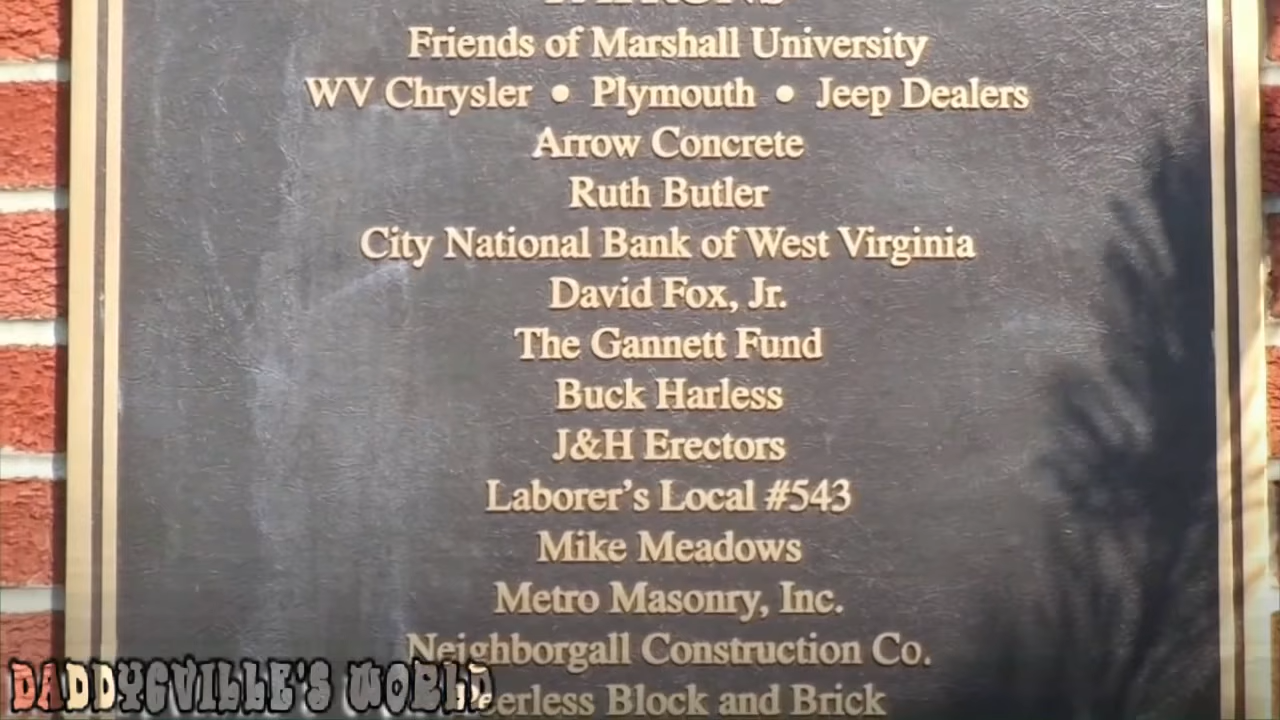 PATRONS
Friends of Marshall University
WV Chrysler • Plymouth • Jeep Dealers
Arrow Concrete
Ruth Butler
City National Bank of West Virginia
David Fox, Jr.
The Gannett Fund
Buck Harless
J&H Erectors
Laborer's Local #543
Mike Meadows
Metro Masonry, Inc.
Neighborgall Construction Co.
Peerless Block and Brick
DADDYGVILLE'S WORLD